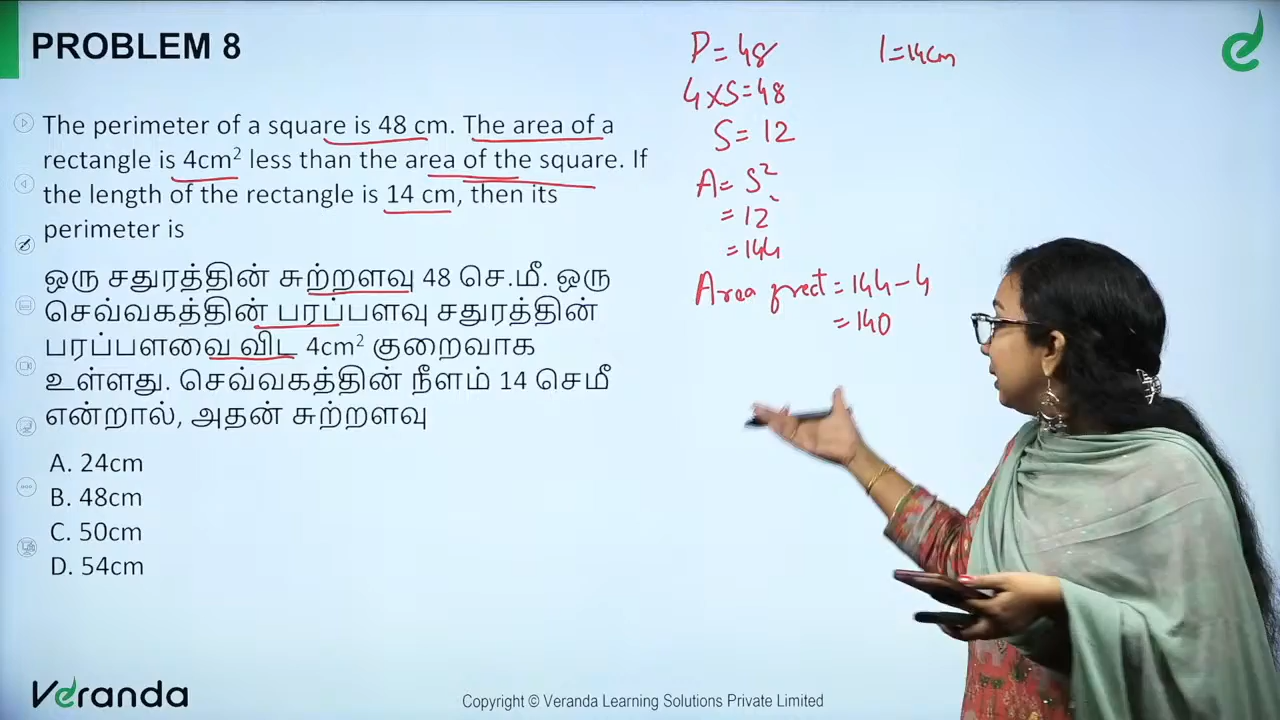 PROBLEM 8
The perimeter of a square is 48 cm. The area of a
rectangle is 4cm² less than the area of the square. If
the length of the rectangle is 14 cm, then its
perimeter is
ஒரு சதுரத்தின் சுற்றளவு 48 செ.மீ. ஒரு
செவ்வகத்தின் பரப்பளவு சதுரத்தின்
பரப்பளவை விட 4cm² குறைவாக
உள்ளது. செவ்வகத்தின் நீளம் 14 செமீ
என்றால், அதன் சுற்றளவு
A. 24cm
B. 48cm
C. 50cm
D. 54cm
P = 48
4 x S = 48
S = 12
A = S²
= 12²
= 144
Area of rect = 144 - 4
= 140
l = 14cm
Veranda
Copyright © Veranda Learning Solutions Private Limited